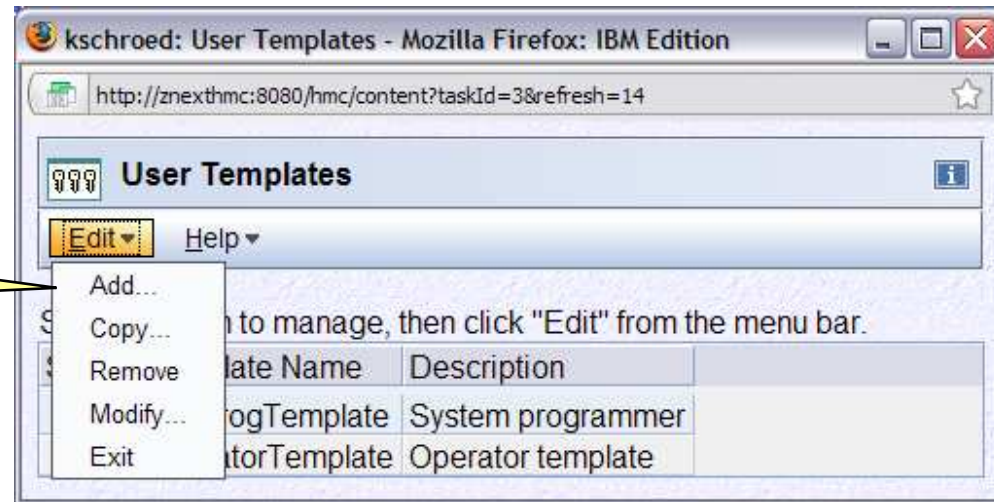 kschroed: User Templates - Mozilla Firefox: IBM Edition
http://znexthmc:8080/hmc/content?taskId=3&refresh=14
User Templates
Edit Help
Add...
Copy...
to manage, then click "Edit" from the menu bar.
Remove
late Name Description
Modify...
ogTemplate System programmer
Exit
torTemplate Operator template